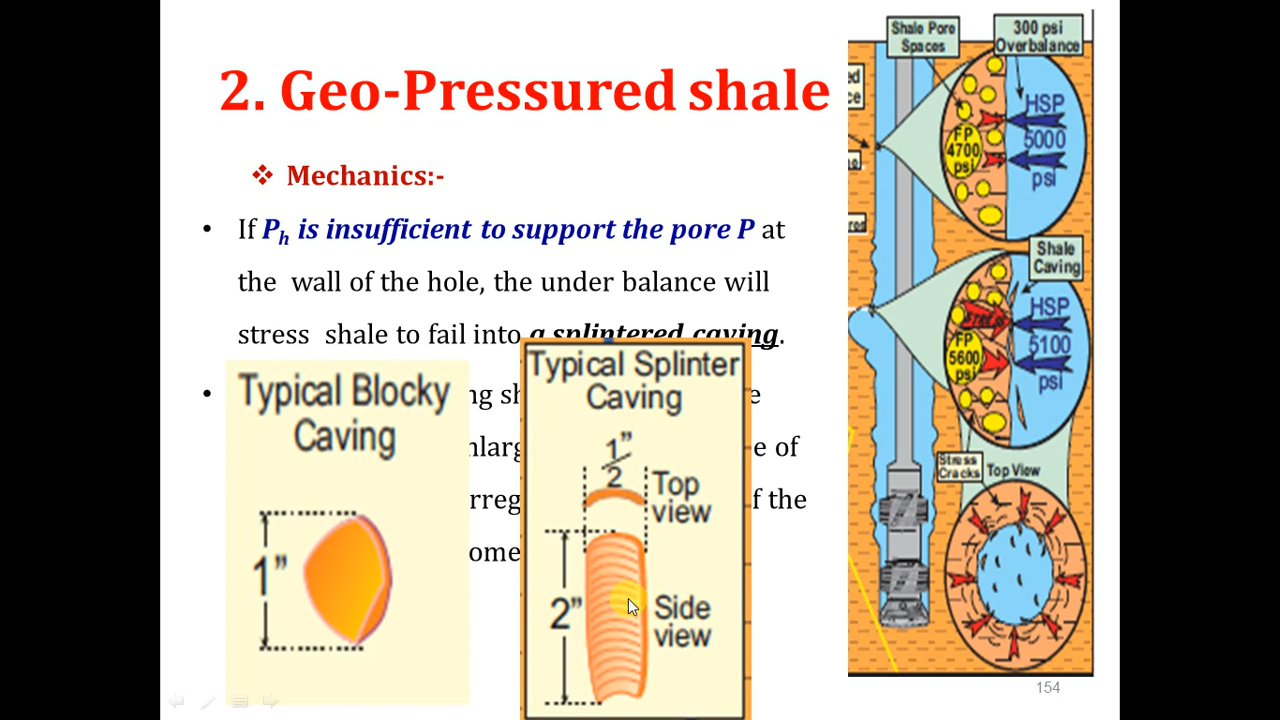 2. Geo-Pressured shale
❖ Mechanics:-
• If Ph is insufficient to support the pore P at
the wall of the hole, the under balance will
stress shale to fail into a splintered caving.
•
Typical Blocky
Caving
1”
Typical Splinter
Caving
1”
2
Top
view
2”
Side
view
e of
f the
Shale Pore
Spaces
300 psi
Overbalance
HSP
5000
psi
FP
4700
psi
Shale
Caving
HSP
5100
psi
FP
5600
psi
Stress
Cracks
Top View
154